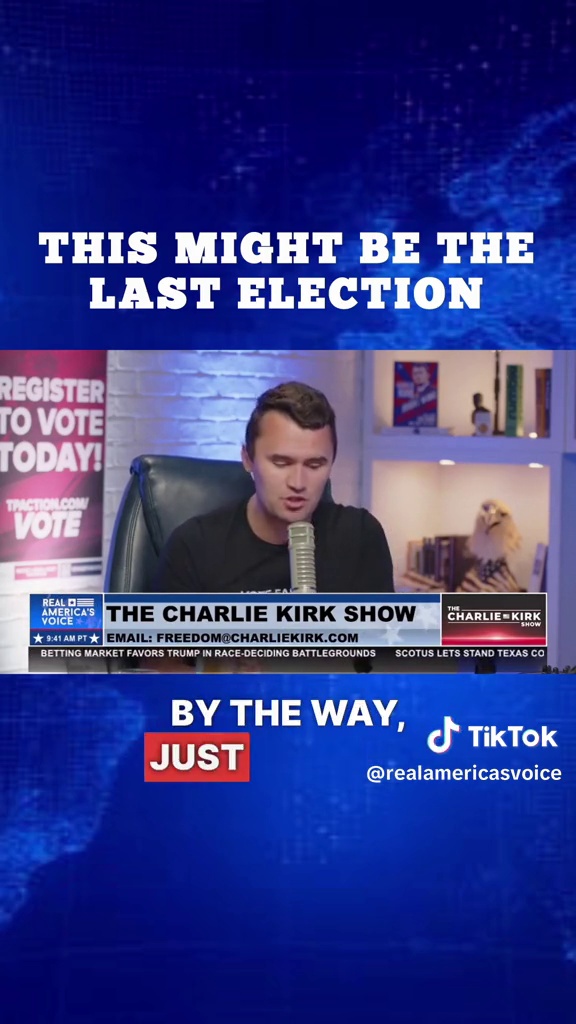 THIS MIGHT BE THE
LAST ELECTION
REGISTER
TO VOTE
TODAY!
TPACTION.COM/
VOTE
REAL
AMERICA'S
VOICE
9:41 AM PT
THE CHARLIE KIRK SHOW
EMAIL: FREEDOM@CHARLIEKIRK.COM
THE
CHARLIE KIRK
SHOW
BETTING MARKET FAVORS TRUMP IN RACE-DECIDING BATTLEGROUNDS SCOTUS LETS STAND TEXAS CO
BY THE WAY,
JUST
TikTok
@realamericasvoice